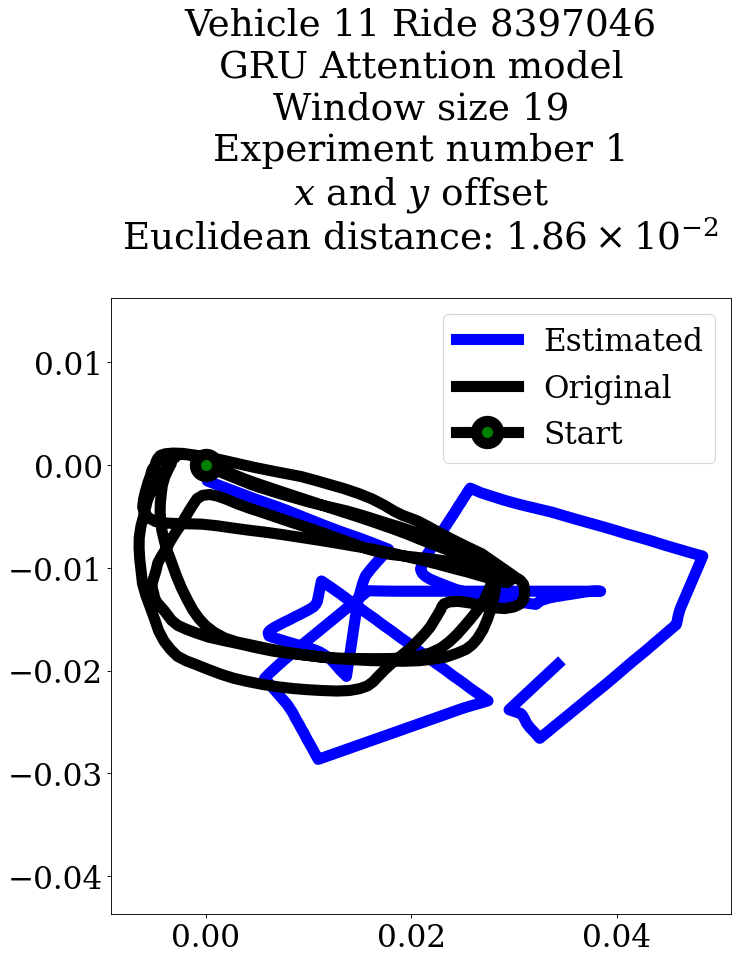 Vehicle 11 Ride 8397046
GRU Attention model
Window size 19
Experiment number 1
x and y offset
Euclidean distance: 1.86 × 10⁻²
Estimated
Original
Start
0.01
0.00
−0.01
−0.02
−0.03
−0.04
0.00 0.02 0.04